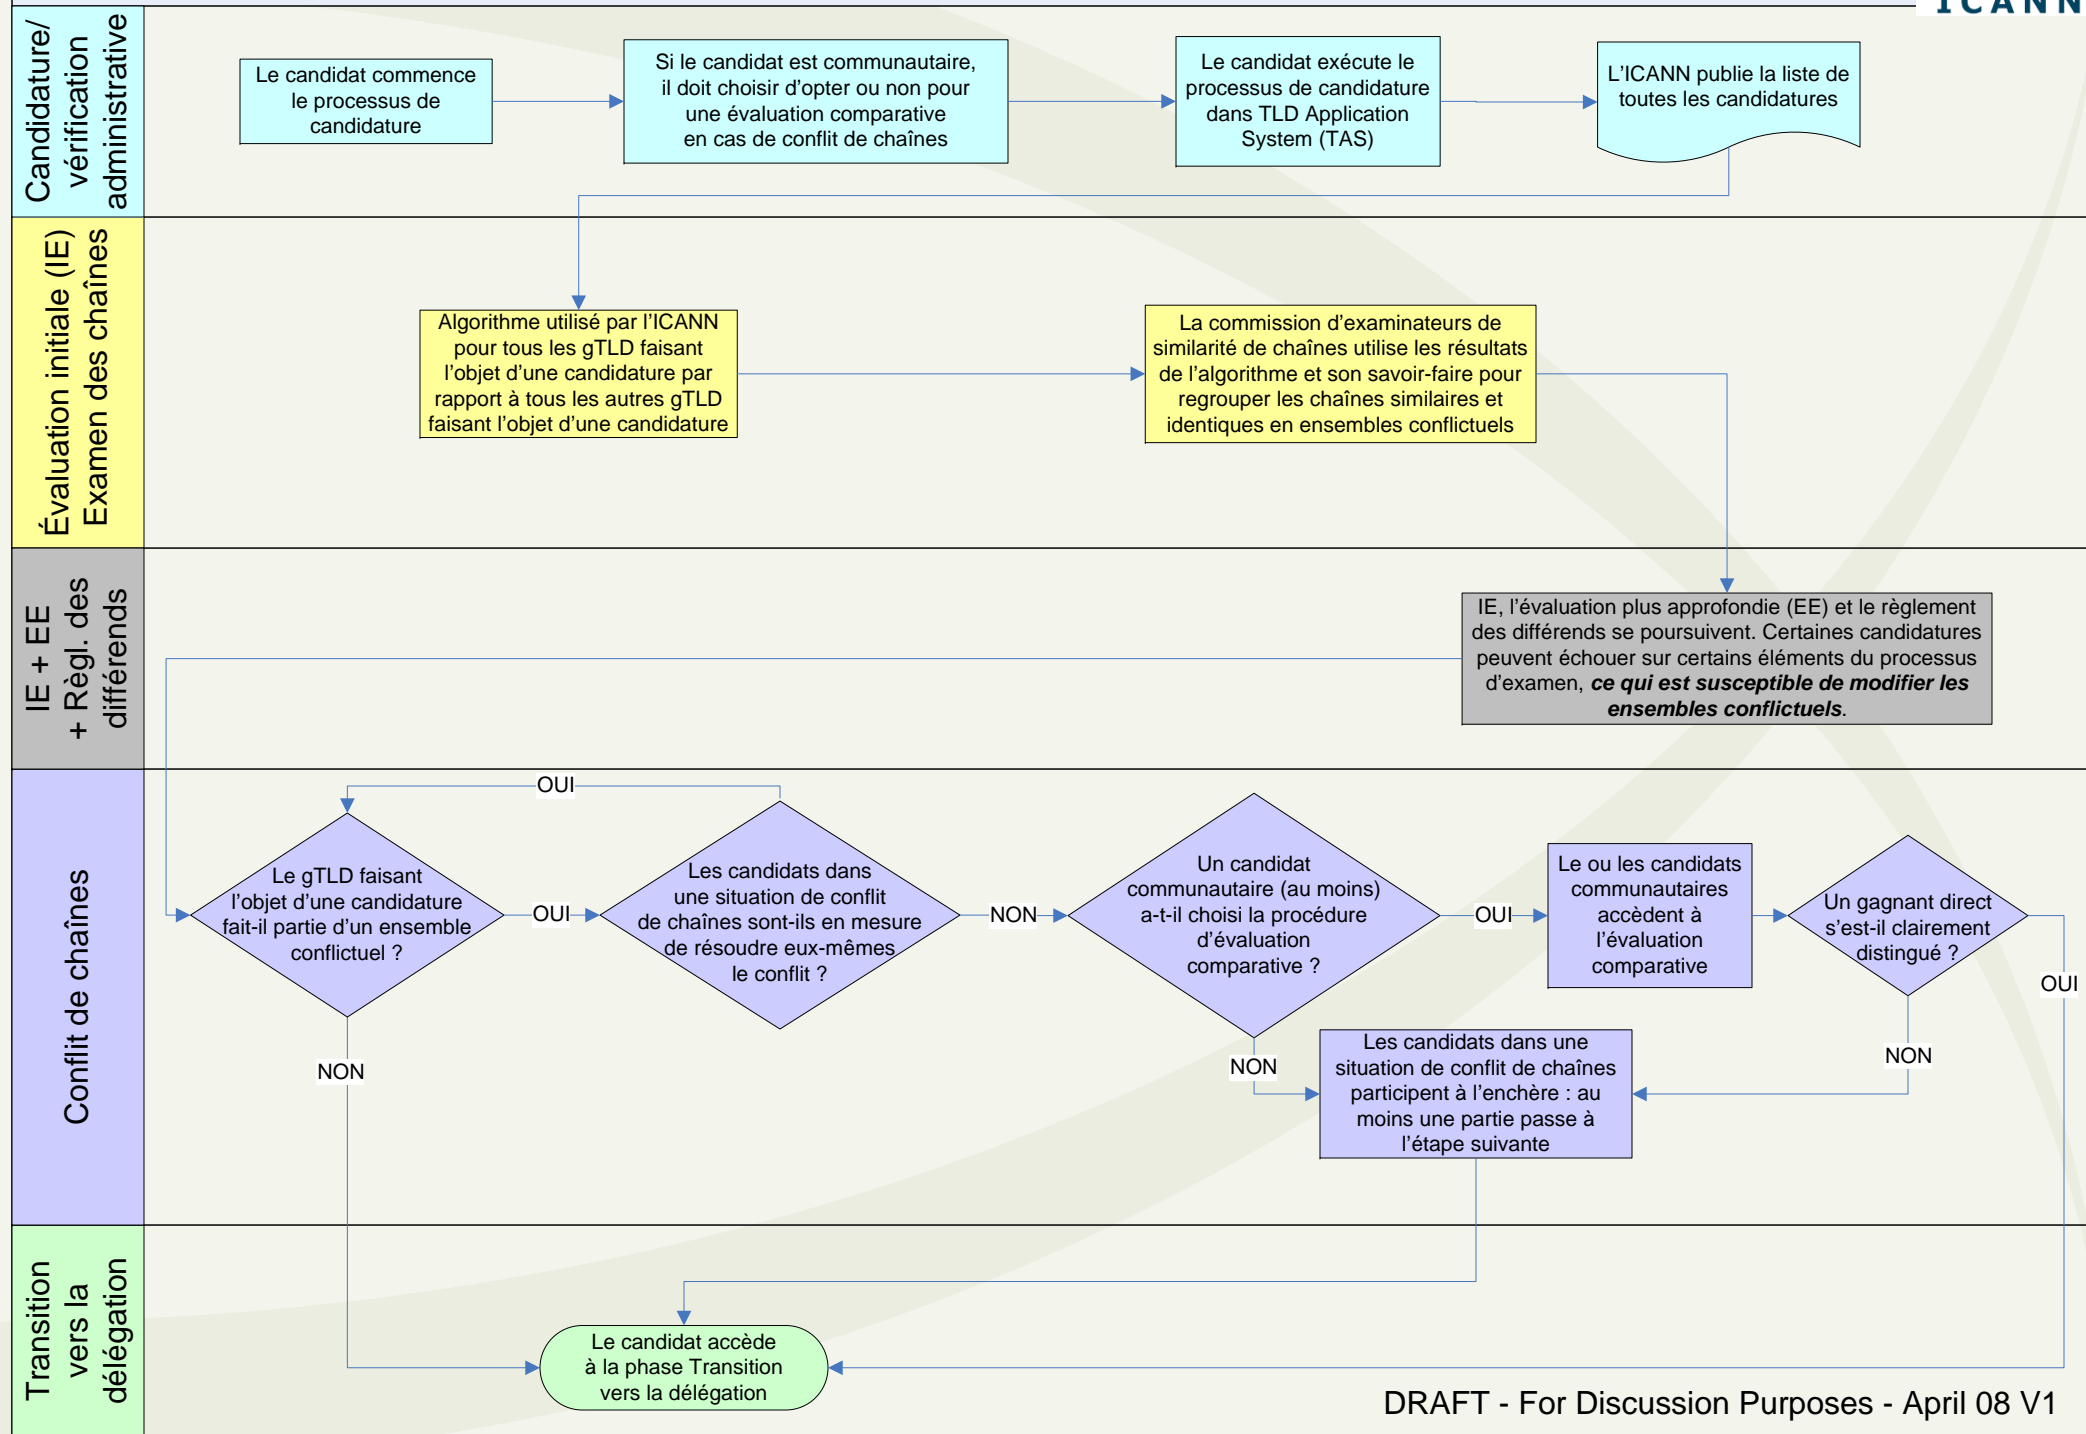 ICANN
Candidature/
vérification
administrative
Le candidat commence
le processus de
candidature
Si le candidat est communautaire,
il doit choisir d’opter ou non pour
une évaluation comparative
en cas de conflit de chaînes
Le candidat exécute le
processus de candidature
dans TLD Application
System (TAS)
L’ICANN publie la liste de
toutes les candidatures
Évaluation initiale (IE)
Examen des chaînes
Algorithme utilisé par l’ICANN
pour tous les gTLD faisant
l’objet d’une candidature par
rapport à tous les autres gTLD
faisant l’objet d’une candidature
La commission d’examinateurs de
similarité de chaînes utilise les résultats
de l’algorithme et son savoir-faire pour
regrouper les chaînes similaires et
identiques en ensembles conflictuels
IE + EE
+ Règl. des
différends
IE, l’évaluation plus approfondie (EE) et le règlement
des différends se poursuivent. Certaines candidatures
peuvent échouer sur certains éléments du processus
d’examen, ce qui est susceptible de modifier les
ensembles conflictuels.
Conflit de chaînes
OUI
Le gTLD faisant
l’objet d’une candidature
fait-il partie d’un ensemble
conflictuel ?
OUI
Les candidats dans
une situation de conflit
de chaînes sont-ils en mesure
de résoudre eux-mêmes
le conflit ?
NON
Un candidat
communautaire (au moins)
a-t-il choisi la procédure
d’évaluation
comparative ?
OUI
Le ou les candidats
communautaires
accèdent à
l’évaluation
comparative
Un gagnant direct
s’est-il clairement
distingué ?
OUI
NON
NON
Les candidats dans une
situation de conflit de chaînes
participent à l’enchère : au
moins une partie passe à
l’étape suivante
NON
Transition
vers la
délégation
Le candidat accède
à la phase Transition
vers la délégation
DRAFT - For Discussion Purposes - April 08 V1